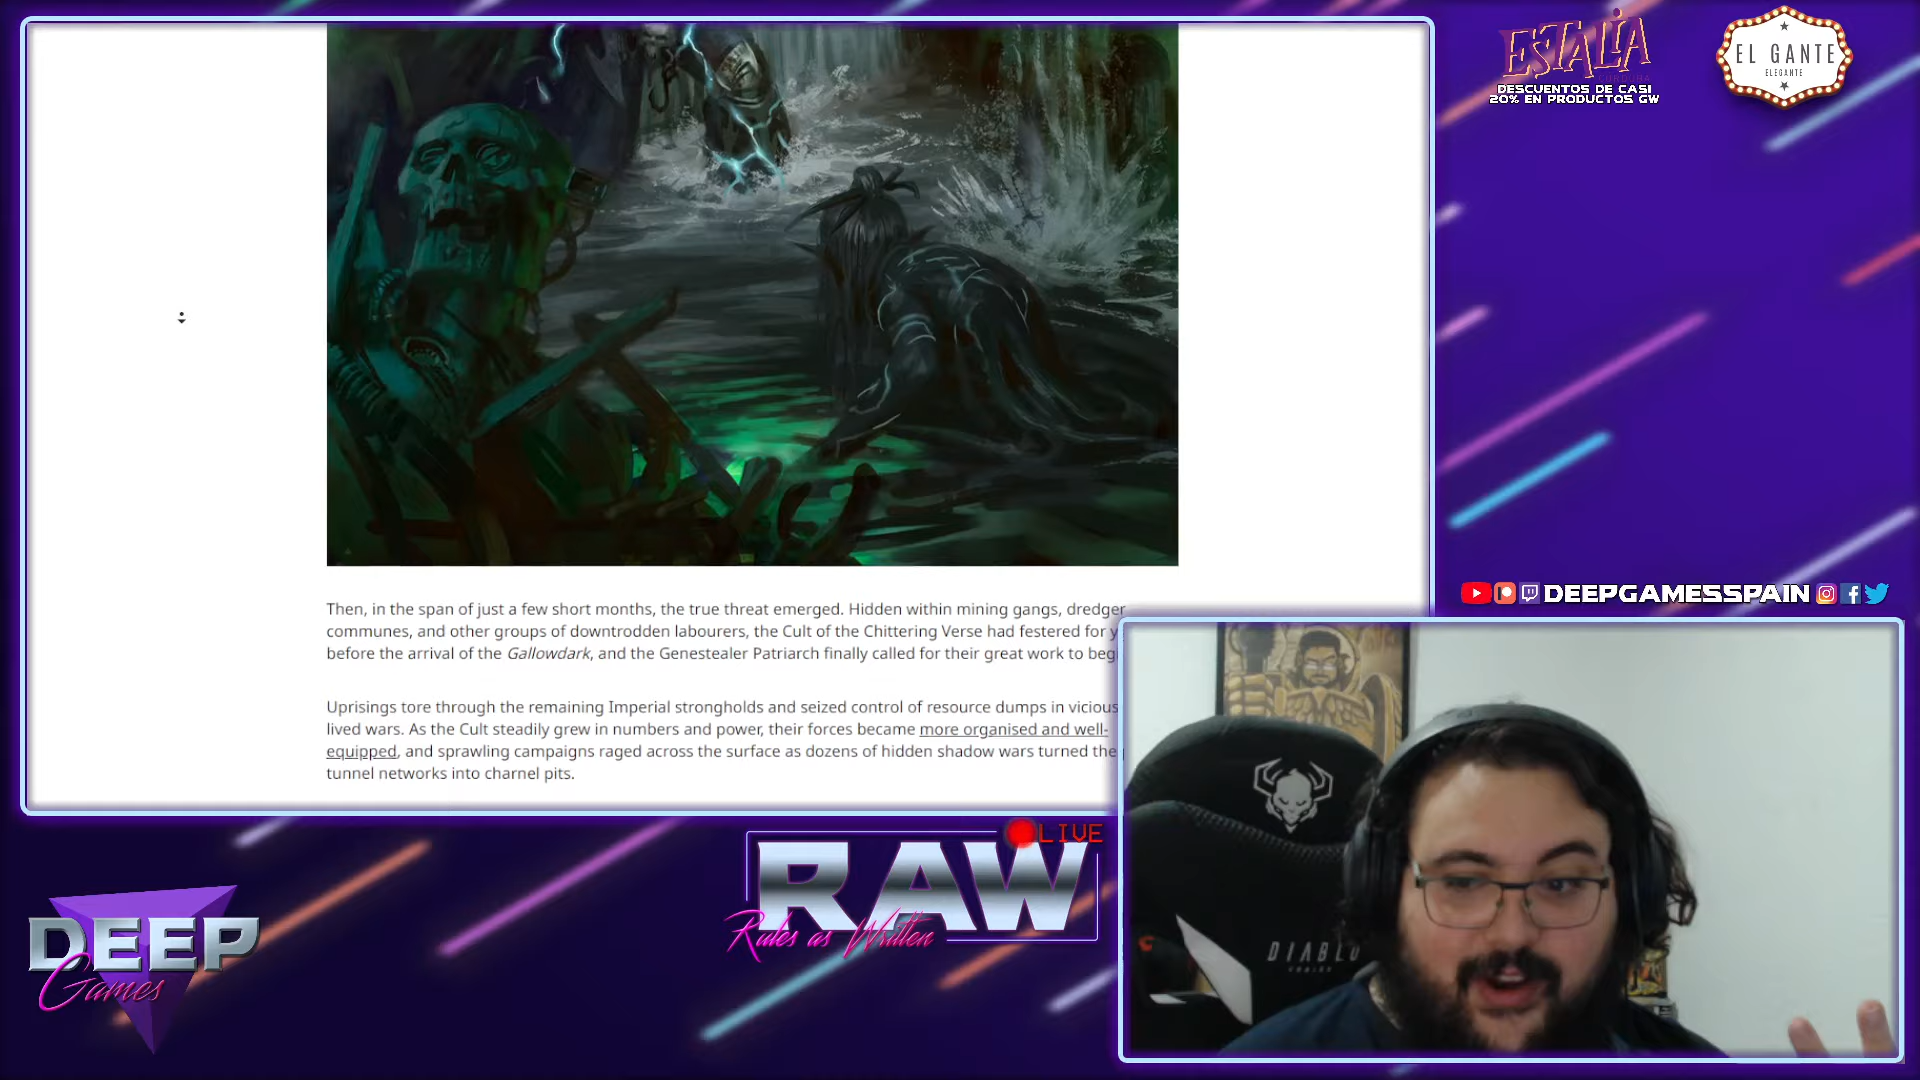 ESTALIA
CORDUBA
DESCUENTOS DE CASI
20% EN PRODUCTOS GW
EL GANTE
ELEGANTE
Then, in the span of just a few short months, the true threat emerged. Hidden within mining gangs, dredger
communes, and other groups of downtrodden labourers, the Cult of the Chittering Verse had festered for y
before the arrival of the Gallowdark, and the Genestealer Patriarch finally called for their great work to beg
Uprisings tore through the remaining Imperial strongholds and seized control of resource dumps in vicious
lived wars. As the Cult steadily grew in numbers and power, their forces became more organised and well-
equipped, and sprawling campaigns raged across the surface as dozens of hidden shadow wars turned the
tunnel networks into charnel pits.
DEEPGAMESSPAIN
LIVE
RAW
Rules as Written
DEEP
Games
DIABLO